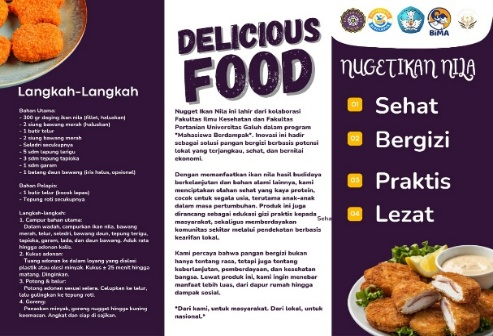 Langkah-Langkah
Bahan Utama:
- 300 gr daging ikan nila (fillet, haluskan)
- 2 siung bawang merah (haluskan)
- 1 butir telur
- 2 siung bawang merah
- Seledri secukupnya
- 5 sdm tepung terigu
- 3 sdm tepung tapioka
- 1 sdm garam
- 1 batang daun bawang (iris halus, opsional)
Bahan Pelapis:
- 1 butir telur (kocok lepas)
- Tepung roti secukupnya
Langkah-langkah:
1. Campur bahan utama:
Dalam wadah, campurkan ikan nila, bawang
merah, telur, seledri, bawang daun, tepung terigu,
tapioka, garam, lada, dan daun bawang. Aduk rata
hingga adonan kalis.
2. Kukus adonan:
Tuang adonan ke dalam loyang yang dialasi
plastik atau olesi minyak. Kukus ± 25 menit hingga
matang. Dinginkan.
3. Potong & balur:
Potong adonan sesuai selera. Celupkan ke telur,
lalu gulingkan ke tepung roti.
4. Goreng:
Panaskan minyak, goreng nugget hingga kuning
keemasan. Angkat dan siap di sajikan.
DELICIOUS
FOOD
Nugget Ikan Nila ini lahir dari kolaborasi
Fakultas Ilmu Kesehatan dan Fakultas
Pertanian Universitas Galuh dalam program
"Mahasiswa Berdampak". Inovasi ini hadir
sebagai solusi pangan bergizi berbasis potensi
lokal yang terjangkau, sehat, dan bernilai
ekonomi.
Dengan memanfaatkan ikan nila hasil budidaya
berkelanjutan dan bahan alami lainnya, kami
menciptakan olahan sehat yang kaya protein,
cocok untuk segala usia, terutama anak-anak
dalam masa pertumbuhan. Produk ini juga
dirancang sebagai edukasi gizi praktis kepada
masyarakat, sekaligus memberdayakan
komunitas sekitar melalui pendekatan berbasis
kearifan lokal.
Kami percaya bahwa pangan bergizi bukan
hanya tentang rasa, tetapi juga tentang
keberlanjutan, pemberdayaan, dan kesehatan
bangsa. Lewat produk ini, kami ingin menebar
manfaat lebih luas, dari dapur rumah hingga
dampak sosial.
"Dari kami, untuk masyarakat. Dari lokal, untuk
nasional."
Seha
BIMA
NUGETIKAN NILA
01 Sehat
02 Bergizi
03 Praktis
04 Lezat